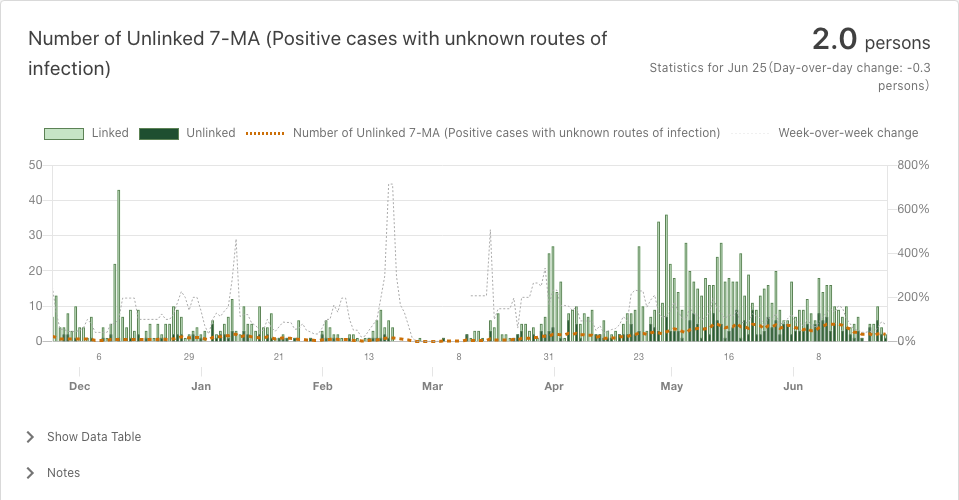 Number of Unlinked 7-MA (Positive cases with unknown routes of
infection)
2.0 persons
Statistics for Jun 25(Day-over-day change: -0.3
persons)
Linked Unlinked Number of Unlinked 7-MA (Positive cases with unknown routes of infection) Week-over-week change
50 800%
40 600%
30 400%
20 200%
10 0%
0
6 29 21 13 8 31 23 16 8
Dec Jan Feb Mar Apr May Jun
Show Data Table
Notes